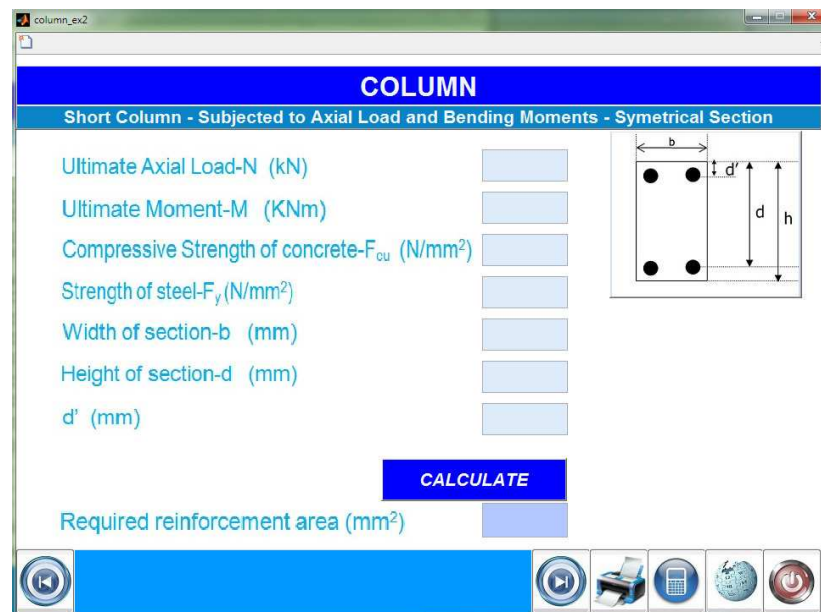 column_ex2
COLUMN
Short Column - Subjected to Axial Load and Bending Moments - Symetrical Section
Ultimate Axial Load-N (kN)
Ultimate Moment-M (KNm)
Compressive Strength of concrete-Fcu (N/mm²)
Strength of steel-Fy(N/mm²)
Width of section-b (mm)
Height of section-d (mm)
d' (mm)
b
d'
d
h
CALCULATE
Required reinforcement area (mm²)